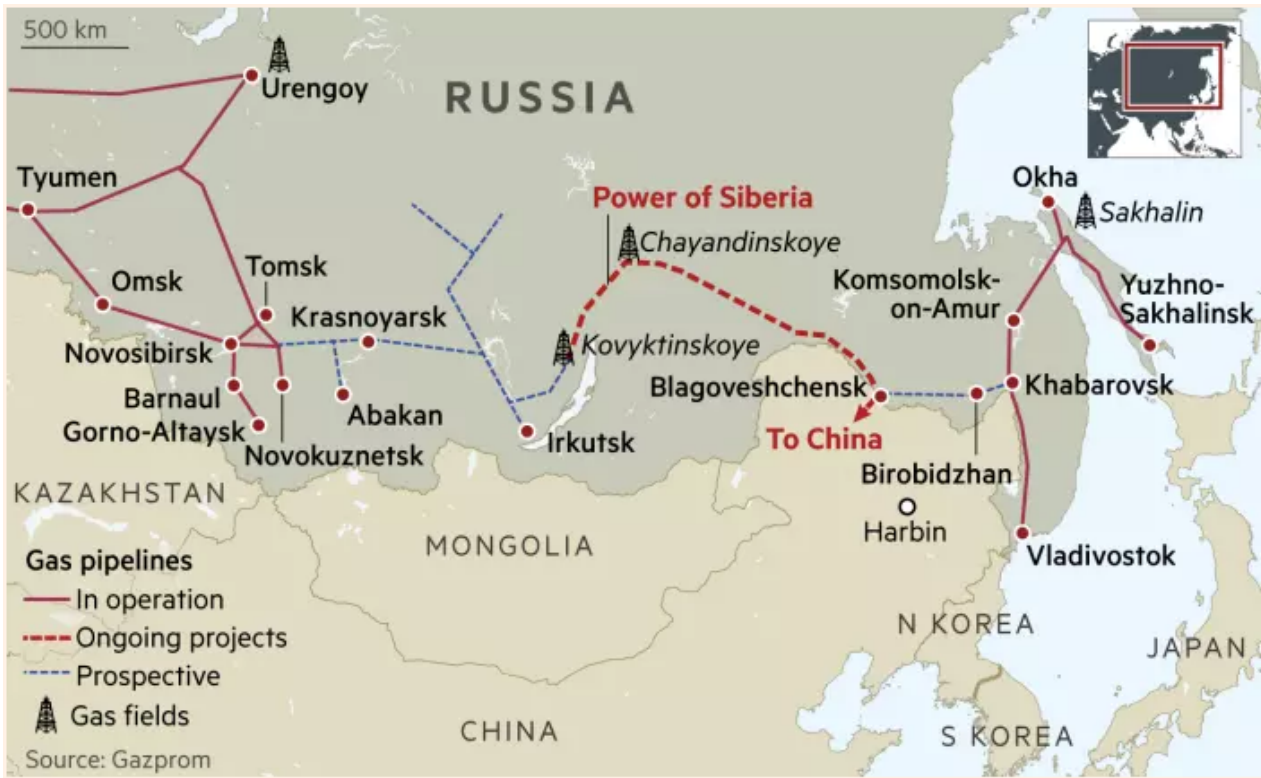 500 km
Urengoy
RUSSIA
Tyumen
Okha
Power of Siberia
Sakhalin
Chayandinskoye
Tomsk
Omsk
Komsomolsk-
on-Amur
Yuzhno-
Sakhalinsk
Krasnoyarsk
Novosibirsk
Kovyktinskoye
Blagoveshchensk
Khabarovsk
Barnaul
Abakan
Gorno-Altaysk
Irkutsk
To China
Novokuznetsk
Birobidzhan
KAZAKHSTAN
Harbin
MONGOLIA
Vladivostok
Gas pipelines
In operation
N KOREA
Ongoing projects
JAPAN
Prospective
Gas fields
CHINA
S KOREA
Source: Gazprom